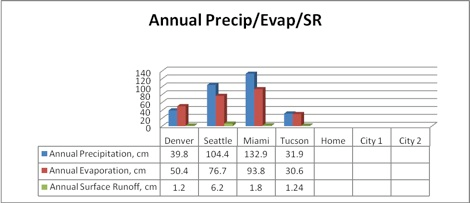 Annual Precip/Evap/SR
140
120
100
80
60
40
20
0
Denver Seattle Miami Tucson Home City 1 City 2
Annual Precipitation, cm 39.8 104.4 132.9 31.9
Annual Evaporation, cm 50.4 76.7 93.8 30.6
Annual Surface Runoff, cm 1.2 6.2 1.8 1.24